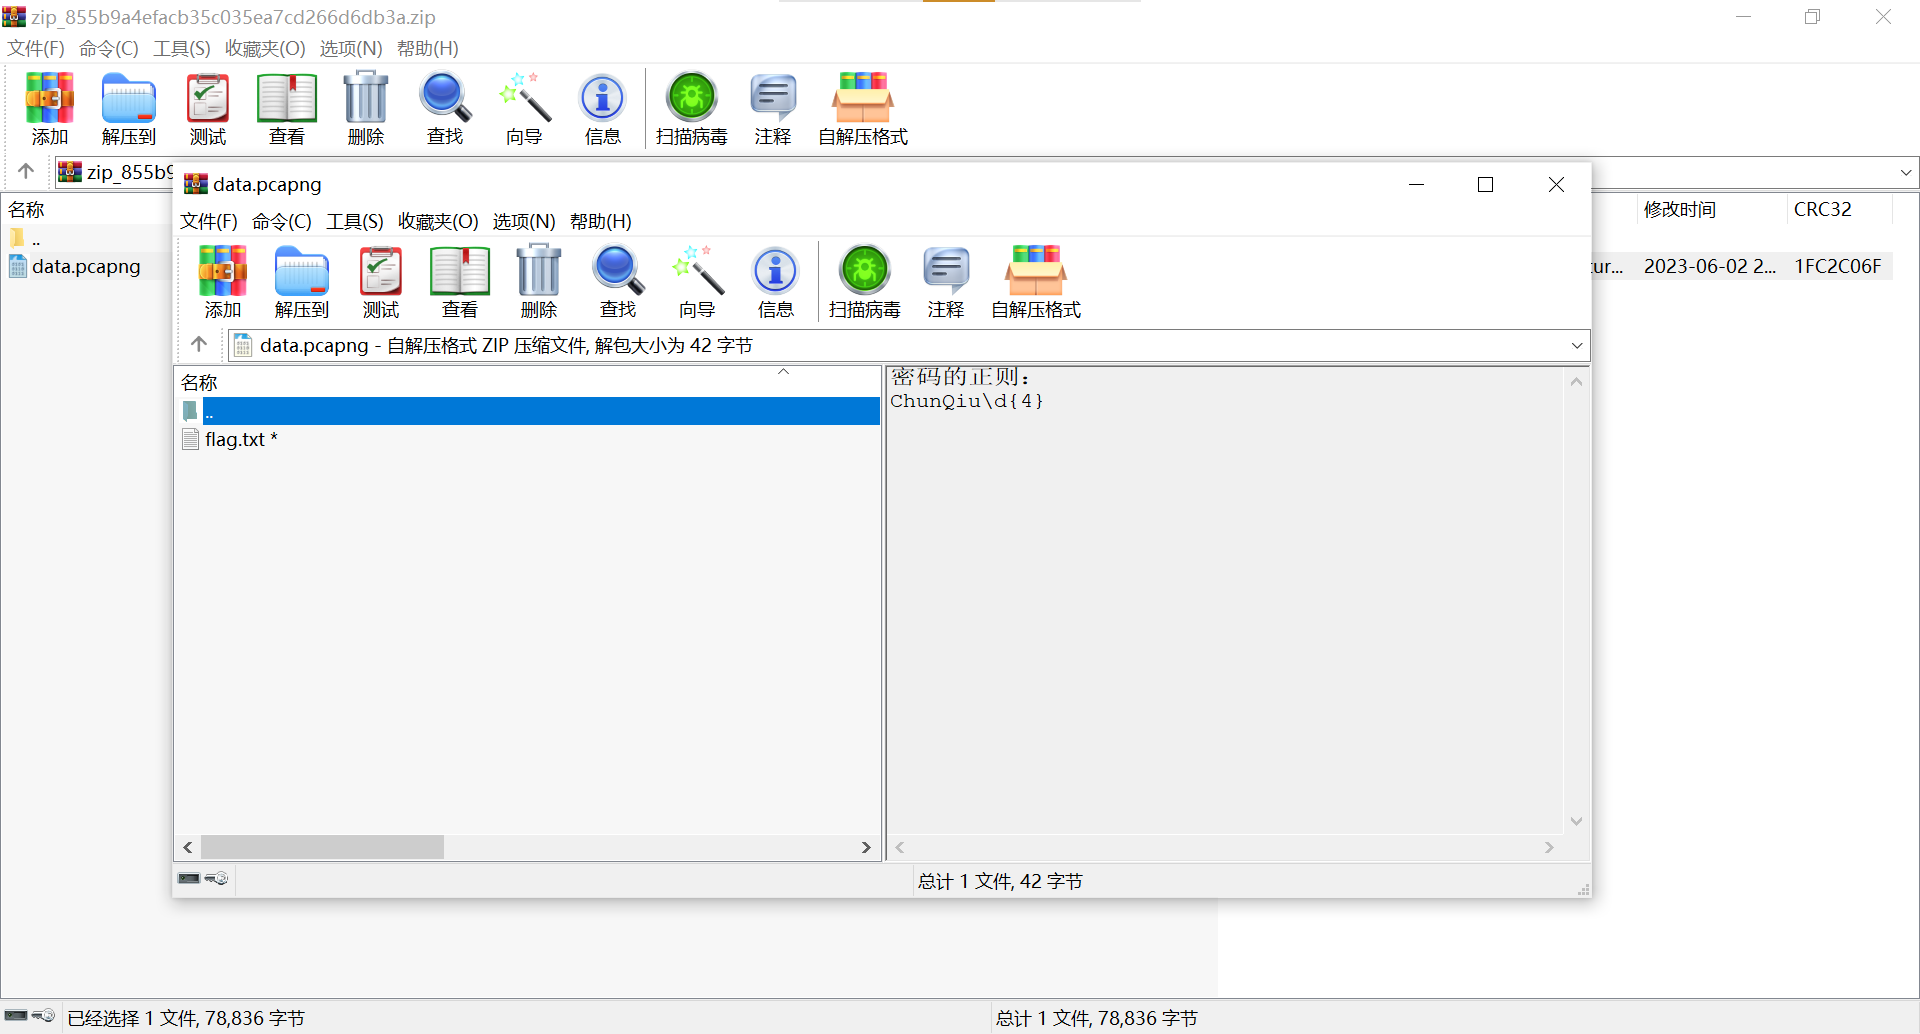 zip_855b9a4efacb35c035ea7cd266d6db3a.zip
文件(F) 命令(C) 工具(S) 收藏夹(O) 选项(N) 帮助(H)
添加 解压到 测试 查看 删除 查找 向导 信息 扫描病毒 注释 自解压格式
zip_855b9
名称 修改时间 CRC32
..
data.pcapng 2023-06-02 2... 1FC2C06F
data.pcapng
文件(F) 命令(C) 工具(S) 收藏夹(O) 选项(N) 帮助(H)
添加 解压到 测试 查看 删除 查找 向导 信息 扫描病毒 注释 自解压格式
data.pcapng - 自解压格式 ZIP 压缩文件, 解包大小为 42 字节
名称
..
flag.txt *
密码的正则：
ChunQiu\d{4}
总计 1 文件, 42 字节
已经选择 1 文件, 78,836 字节
总计 1 文件, 78,836 字节